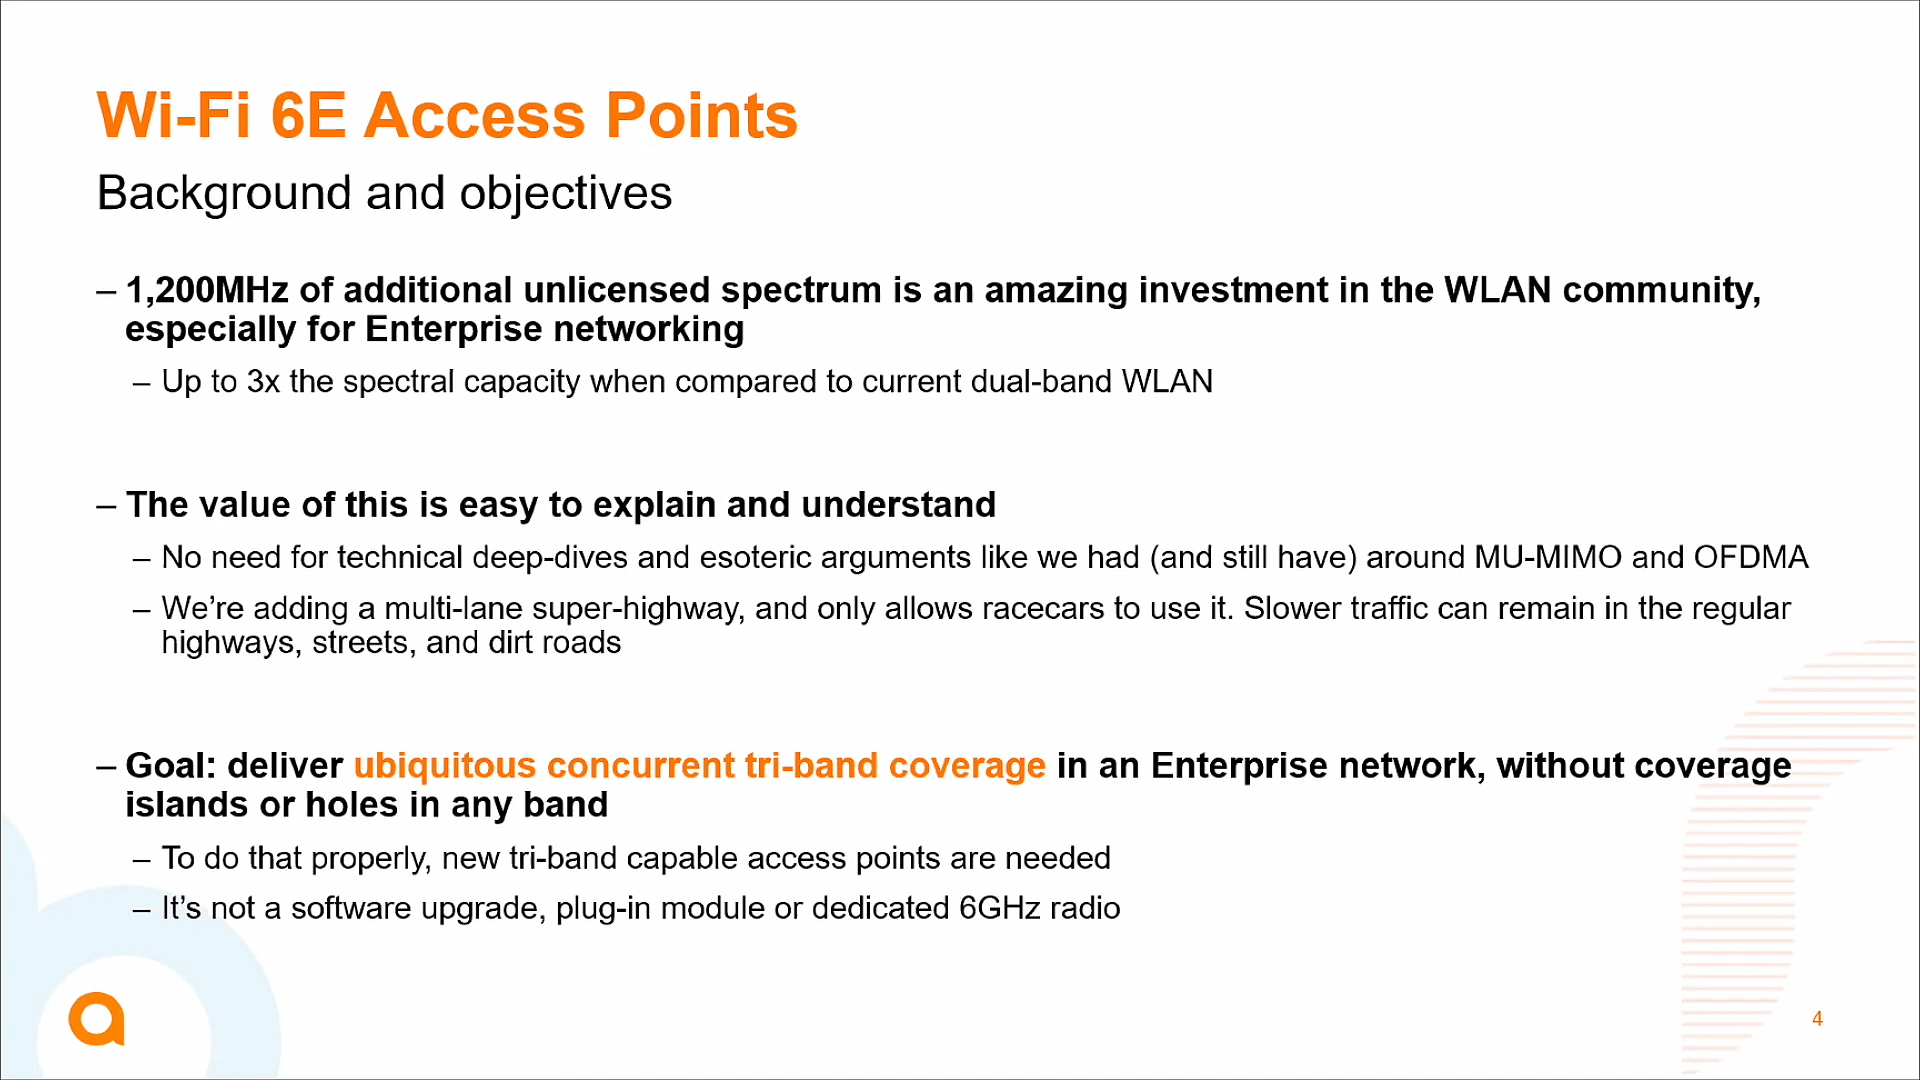 Wi-Fi 6E Access Points
Background and objectives
– 1,200MHz of additional unlicensed spectrum is an amazing investment in the WLAN community,
especially for Enterprise networking
– Up to 3x the spectral capacity when compared to current dual-band WLAN
– The value of this is easy to explain and understand
– No need for technical deep-dives and esoteric arguments like we had (and still have) around MU-MIMO and OFDMA
– We’re adding a multi-lane super-highway, and only allows racecars to use it. Slower traffic can remain in the regular
highways, streets, and dirt roads
– Goal: deliver ubiquitous concurrent tri-band coverage in an Enterprise network, without coverage
islands or holes in any band
– To do that properly, new tri-band capable access points are needed
– It’s not a software upgrade, plug-in module or dedicated 6GHz radio
4